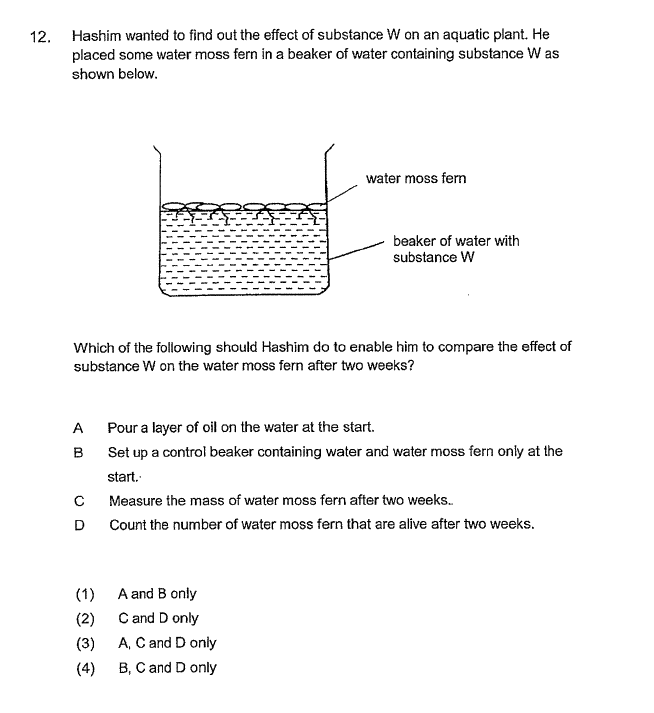 12. Hashim wanted to find out the effect of substance W on an aquatic plant. He
placed some water moss fern in a beaker of water containing substance W as
shown below.
water moss fern
beaker of water with
substance W
Which of the following should Hashim do to enable him to compare the effect of
substance W on the water moss fern after two weeks?
A Pour a layer of oil on the water at the start.
B Set up a control beaker containing water and water moss fern only at the
start.
C Measure the mass of water moss fern after two weeks..
D Count the number of water moss fern that are alive after two weeks.
(1) A and B only
(2) C and D only
(3) A, C and D only
(4) B, C and D only